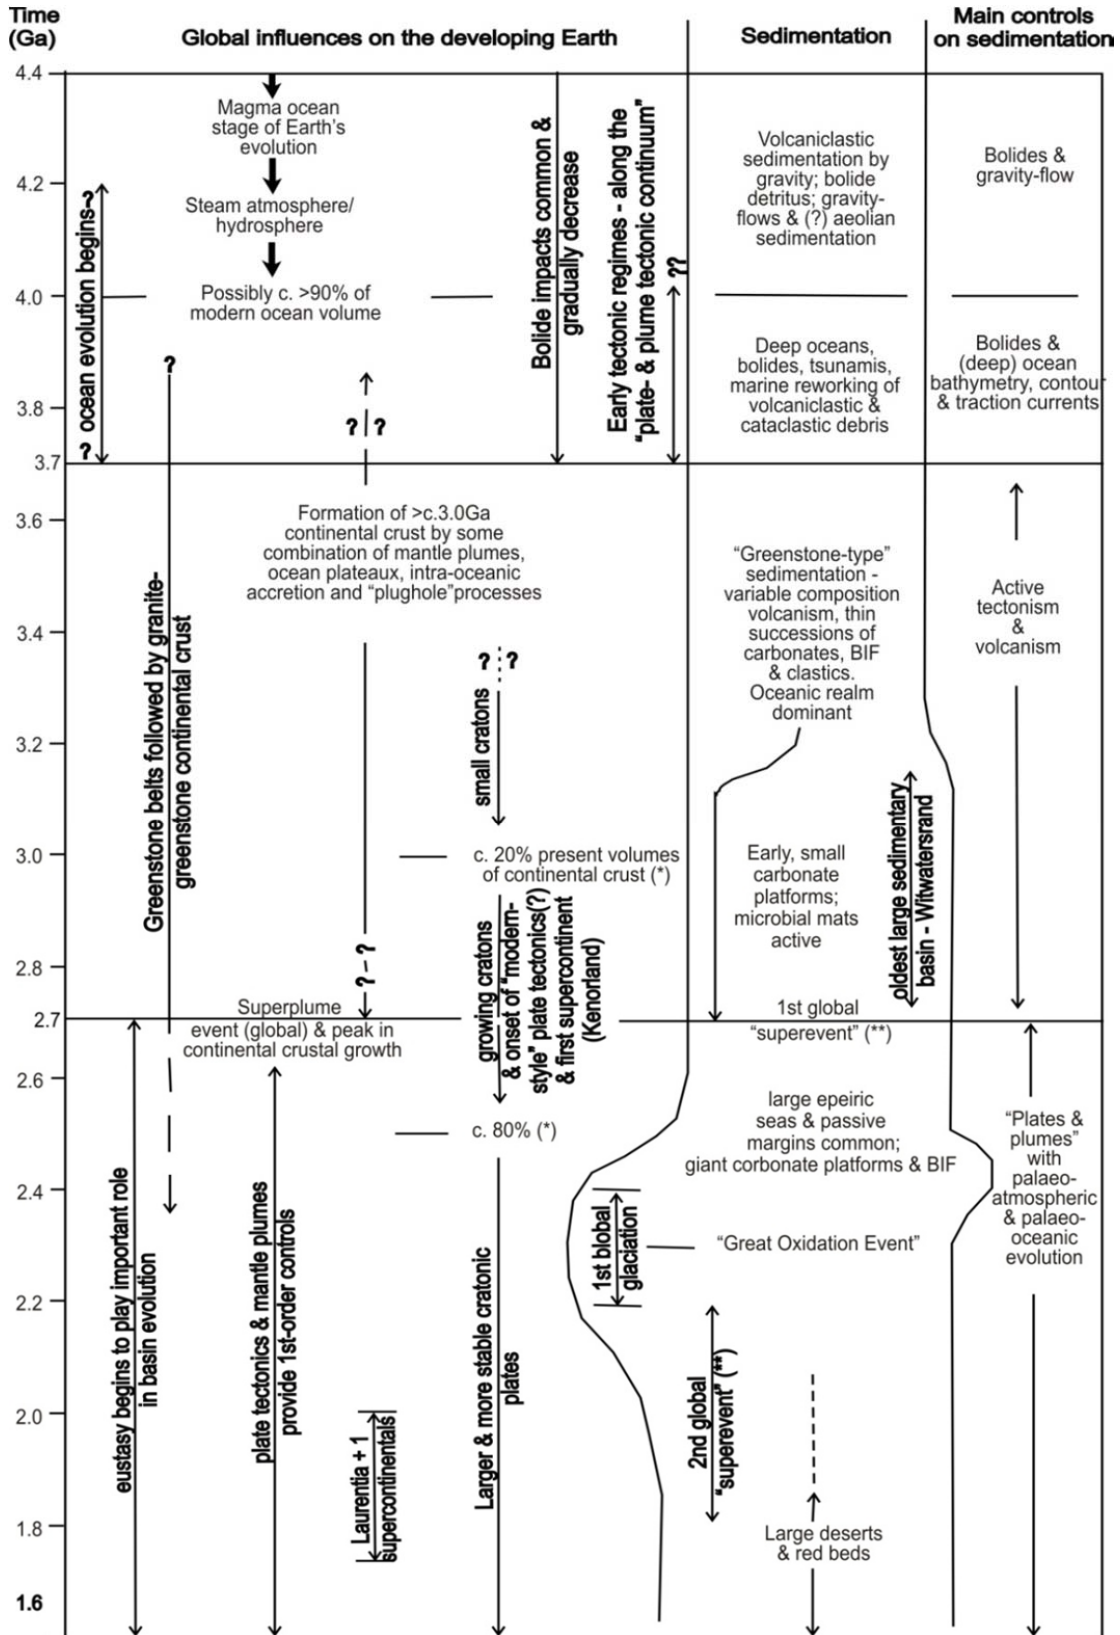 Time
(Ga)
Global influences on the developing Earth
Sedimentation
Main controls
on sedimentation
4.4
4.2
4.0
3.8
3.7
3.6
3.4
3.2
3.0
2.8
2.7
2.6
2.4
2.2
2.0
1.8
1.6
Magma ocean
stage of Earth's
evolution
Steam atmosphere/
hydrosphere
Possibly c. >90% of
modern ocean volume
? ocean evolution begins ?
Bolide impacts common &
gradually decrease
Early tectonic regimes - along the
"plate- & plume tectonic continuum"
??
Volcaniclastic
sedimentation by
gravity; bolide
detritus; gravity-
flows & (?) aeolian
sedimentation
Bolides &
gravity-flow
Deep oceans,
bolides, tsunamis,
marine reworking of
volcaniclastic &
cataclastic debris
Bolides &
(deep) ocean
bathymetry, contour
& traction currents
?
? ?
Greenstone belts followed by granite-
greenstone continental crust
Formation of >c.3.0Ga
continental crust by some
combination of mantle plumes,
ocean plateaux, intra-oceanic
accretion and "plughole"processes
? ?
small cratons
"Greenstone-type"
sedimentation -
variable composition
volcanism, thin
successions of
carbonates, BIF
& clastics.
Oceanic realm
dominant
Active
tectonism
&
volcanism
c. 20% present volumes
of continental crust (*)
? – ?
growing cratons
& onset of "modern-
style" plate tectonics(?)
& first supercontinent
(Kenorland)
Early, small
carbonate
platforms;
microbial mats
active
oldest large sedimentary
basin - Witwatersrand
Superplume
event (global) & peak in
continental crustal growth
1st global
"superevent" (**)
c. 80% (*)
large epeiric
seas & passive
margins common;
giant corbonate platforms & BIF
"Plates &
plumes"
with
palaeo-
atmospheric
& palaeo-
oceanic
evolution
eustasy begins to play important role
in basin evolution
plate tectonics & mantle plumes
provide 1st-order controls
Larger & more stable cratonic
plates
1st blobal
glaciation
"Great Oxidation Event"
2nd global
"superevent" (**)
Laurentia + 1
supercontinentals
Large deserts
& red beds